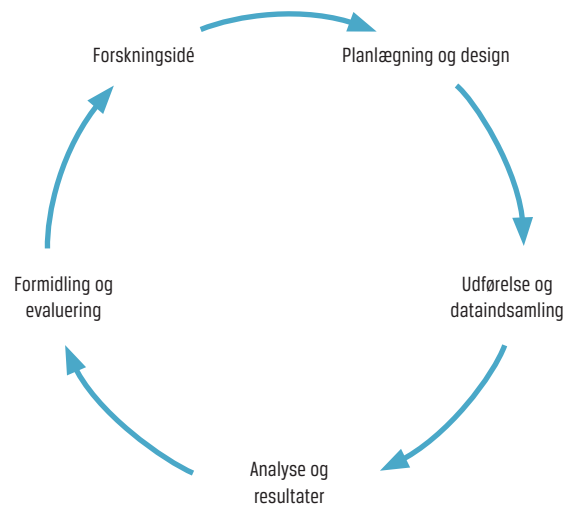 Forskningsidé
Planlægning og design
Udførelse og
dataindsamling
Analyse og
resultater
Formidling og
evaluering